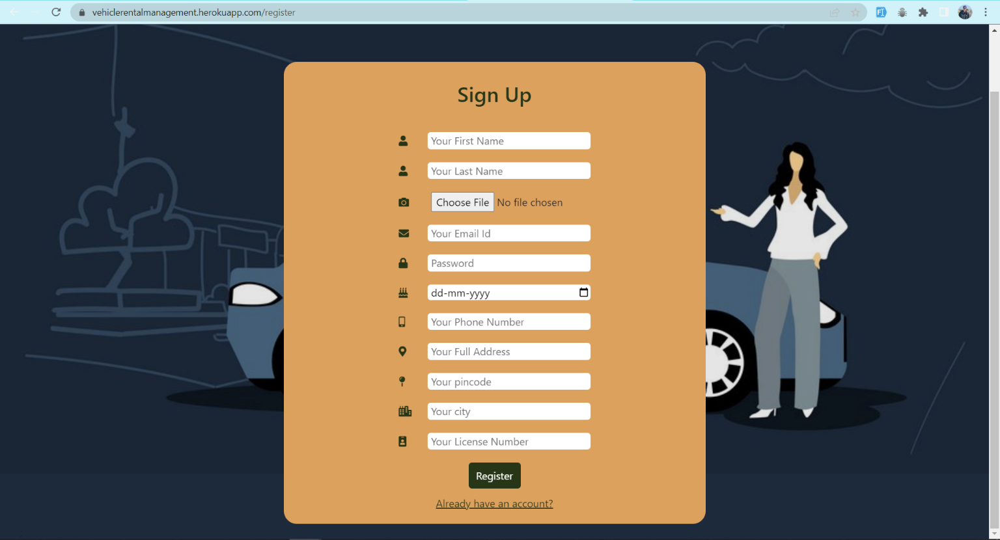 vehiclerentalmanagement.herokuapp.com/register
Sign Up
Your First Name
Your Last Name
Choose File No file chosen
Your Email Id
Password
dd-mm-yyyy
Your Phone Number
Your Full Address
Your pincode
Your city
Your License Number
Register
Already have an account?